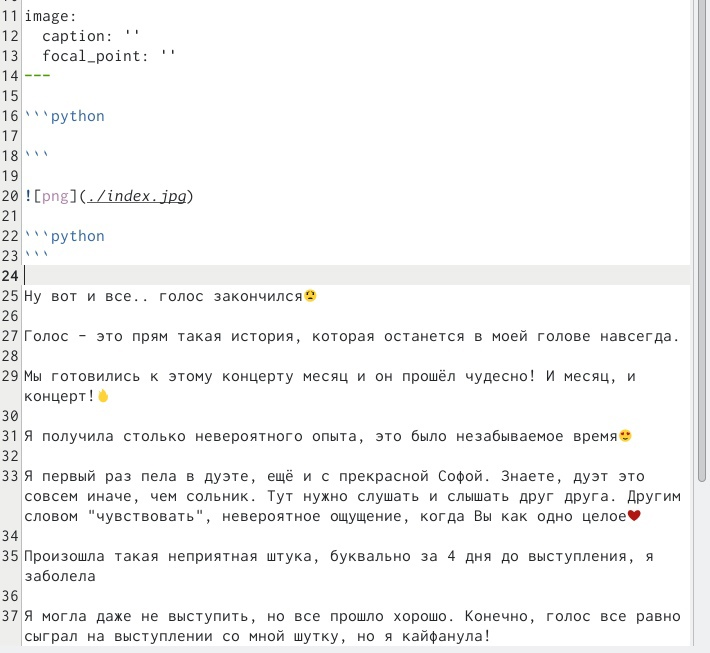 11 image:
12   caption: ''
13   focal_point: ''
14 ---
15
16 ```python
17
18 ```
19
20 ![png](./index.jpg)
21
22 ```python
23 ```
24
25 Ну вот и все.. голос закончился😢
26
27 Голос – это прям такая история, которая останется в моей голове навсегда.
28
29 Мы готовились к этому концерту месяц и он прошёл чудесно! И месяц, и
концерт!🔥
30
31 Я получила столько невероятного опыта, это было незабываемое время😍
32
33 Я первый раз пела в дуэте, ещё и с прекрасной Софой. Знаете, дуэт это
совсем иначе, чем сольник. Тут нужно слушать и слышать друг друга. Другим
словом "чувствовать", невероятное ощущение, когда Вы как одно целое❤
34
35 Произошла такая неприятная штука, буквально за 4 дня до выступления, я
заболела
36
37 Я могла даже не выступить, но все прошло хорошо. Конечно, голос все равно
сыграл на выступлении со мной шутку, но я кайфанула!